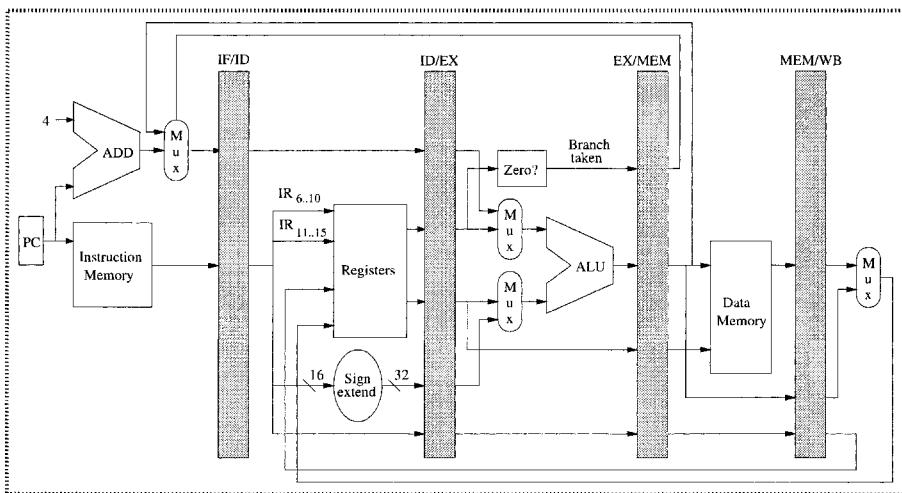 IF/ID
ID/EX
EX/MEM
MEM/WB
4
ADD
M
u
x
Branch
taken
Zero?
IR 6..10
IR 11..15
M
u
x
PC
Instruction
Memory
Registers
ALU
M
u
x
Data
Memory
M
u
x
16
Sign
extend
32